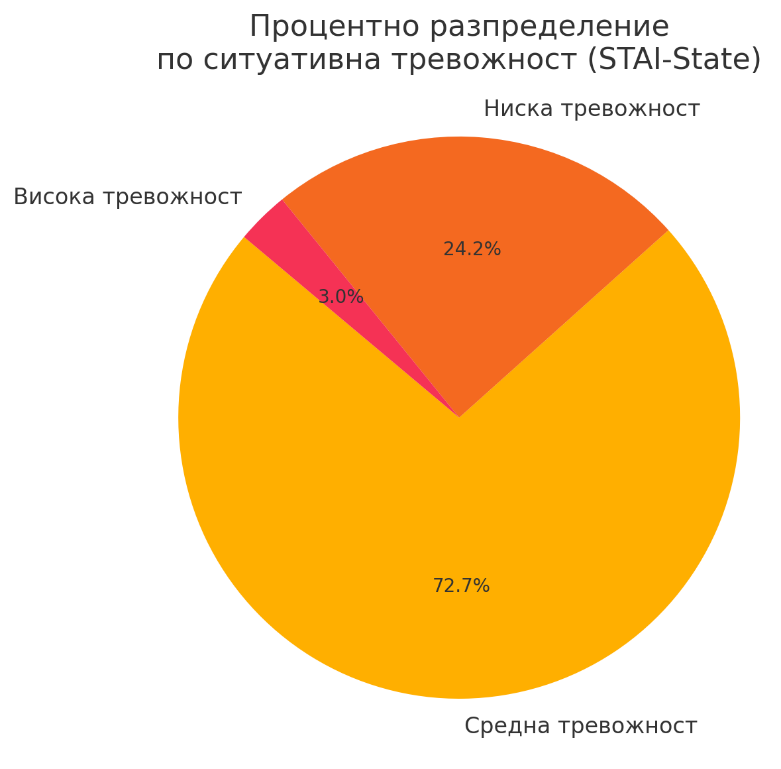 Процентно разпределение
по ситуативна тревожност (STAI-State)
Ниска тревожност
Висока тревожност
24.2%
3.0%
72.7%
Средна тревожност